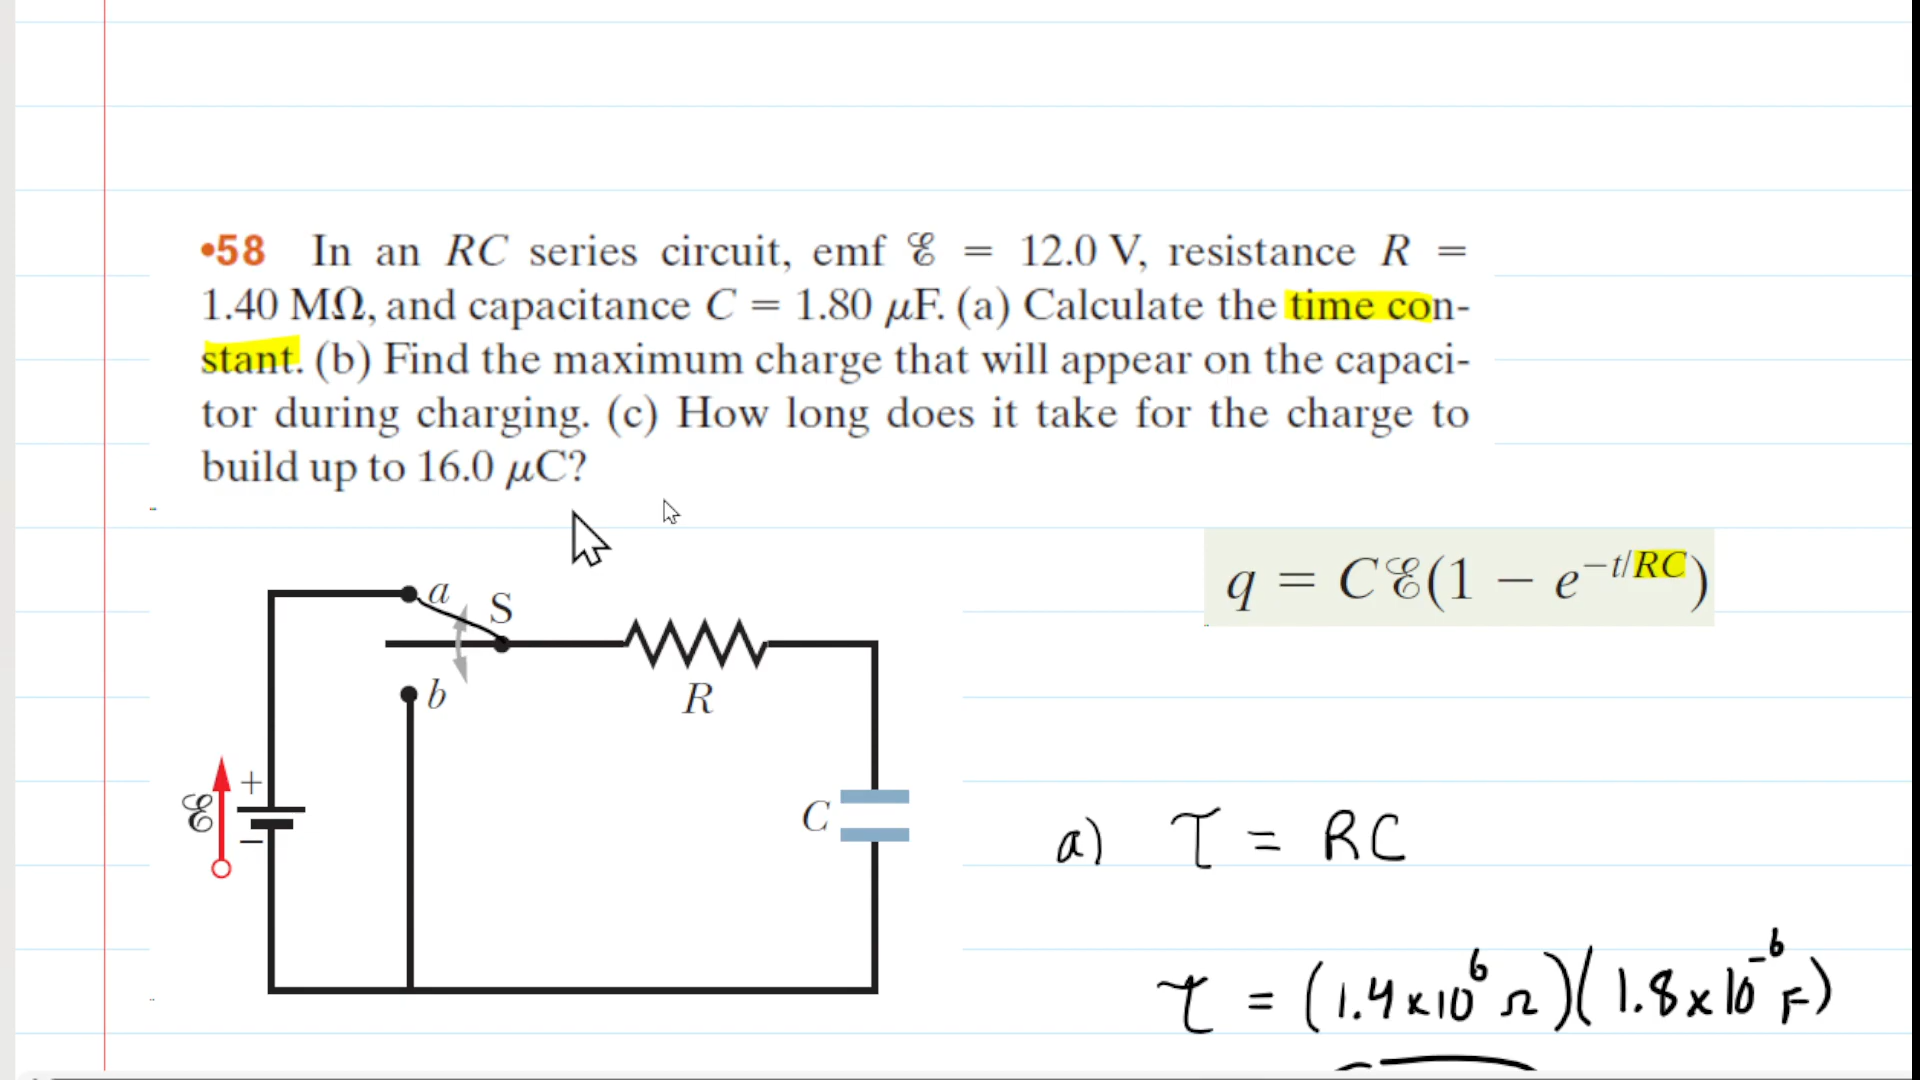 •58 In an RC series circuit, emf ℰ = 12.0 V, resistance R =
1.40 MΩ, and capacitance C = 1.80 μF. (a) Calculate the time con-
stant. (b) Find the maximum charge that will appear on the capaci-
tor during charging. (c) How long does it take for the charge to
build up to 16.0 μC?
q = Cℰ(1 − e^−t/RC)
a
S
R
b
+
ℰ
−
C
a) τ = RC
τ = (1.4×10^6 Ω)(1.8×10^-6 F)